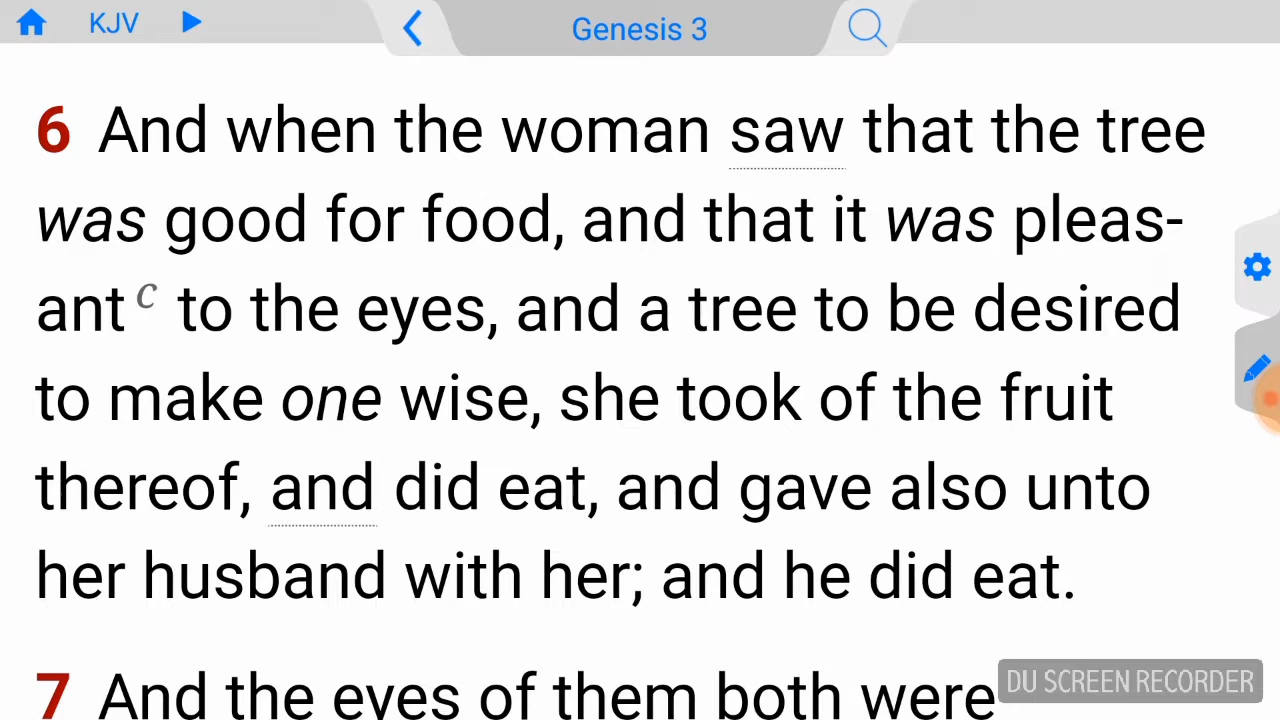 KJV
Genesis 3
6 And when the woman saw that the tree
was good for food, and that it was pleas-
ant c to the eyes, and a tree to be desired
to make one wise, she took of the fruit
thereof, and did eat, and gave also unto
her husband with her; and he did eat.
7 And the eyes of them both were
DU SCREEN RECORDER